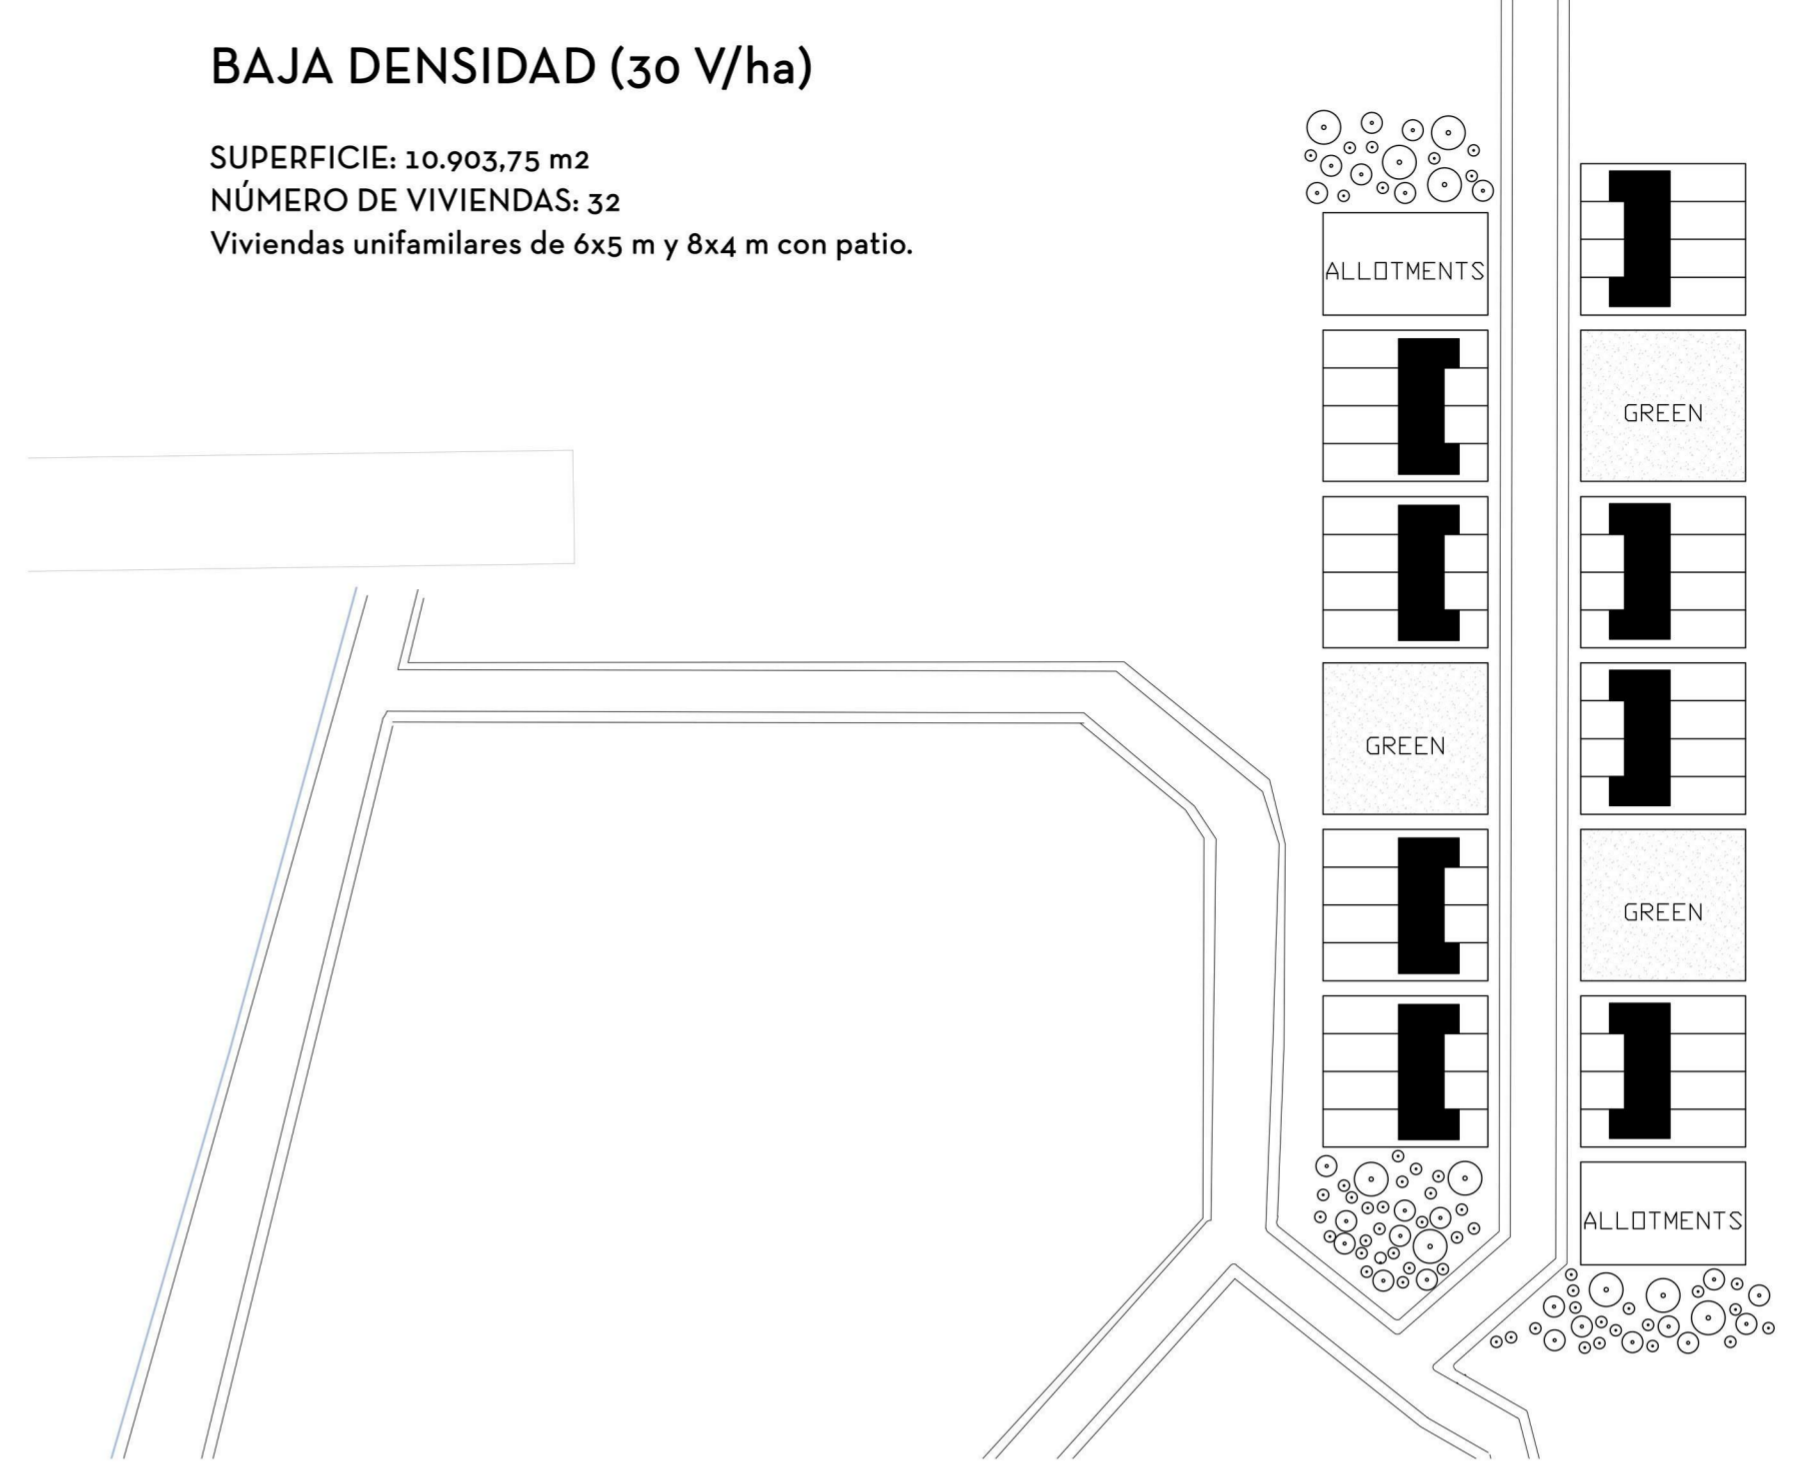 BAJA DENSIDAD (30 V/ha)
SUPERFICIE: 10.903,75 m2
NÚMERO DE VIVIENDAS: 32
Viviendas unifamilares de 6x5 m y 8x4 m con patio.
ALLOTMENTS
GREEN
GREEN
GREEN
ALLOTMENTS